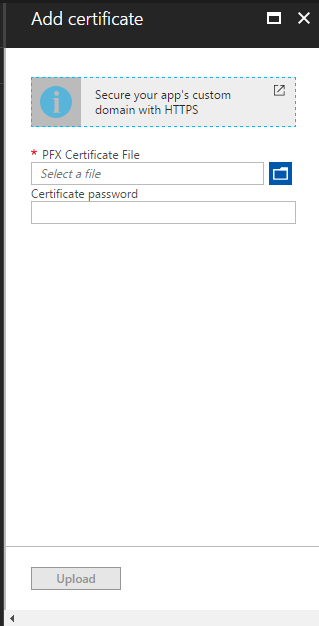 Add certificate
Secure your app's custom
domain with HTTPS
* PFX Certificate File
Select a file
Certificate password
Upload